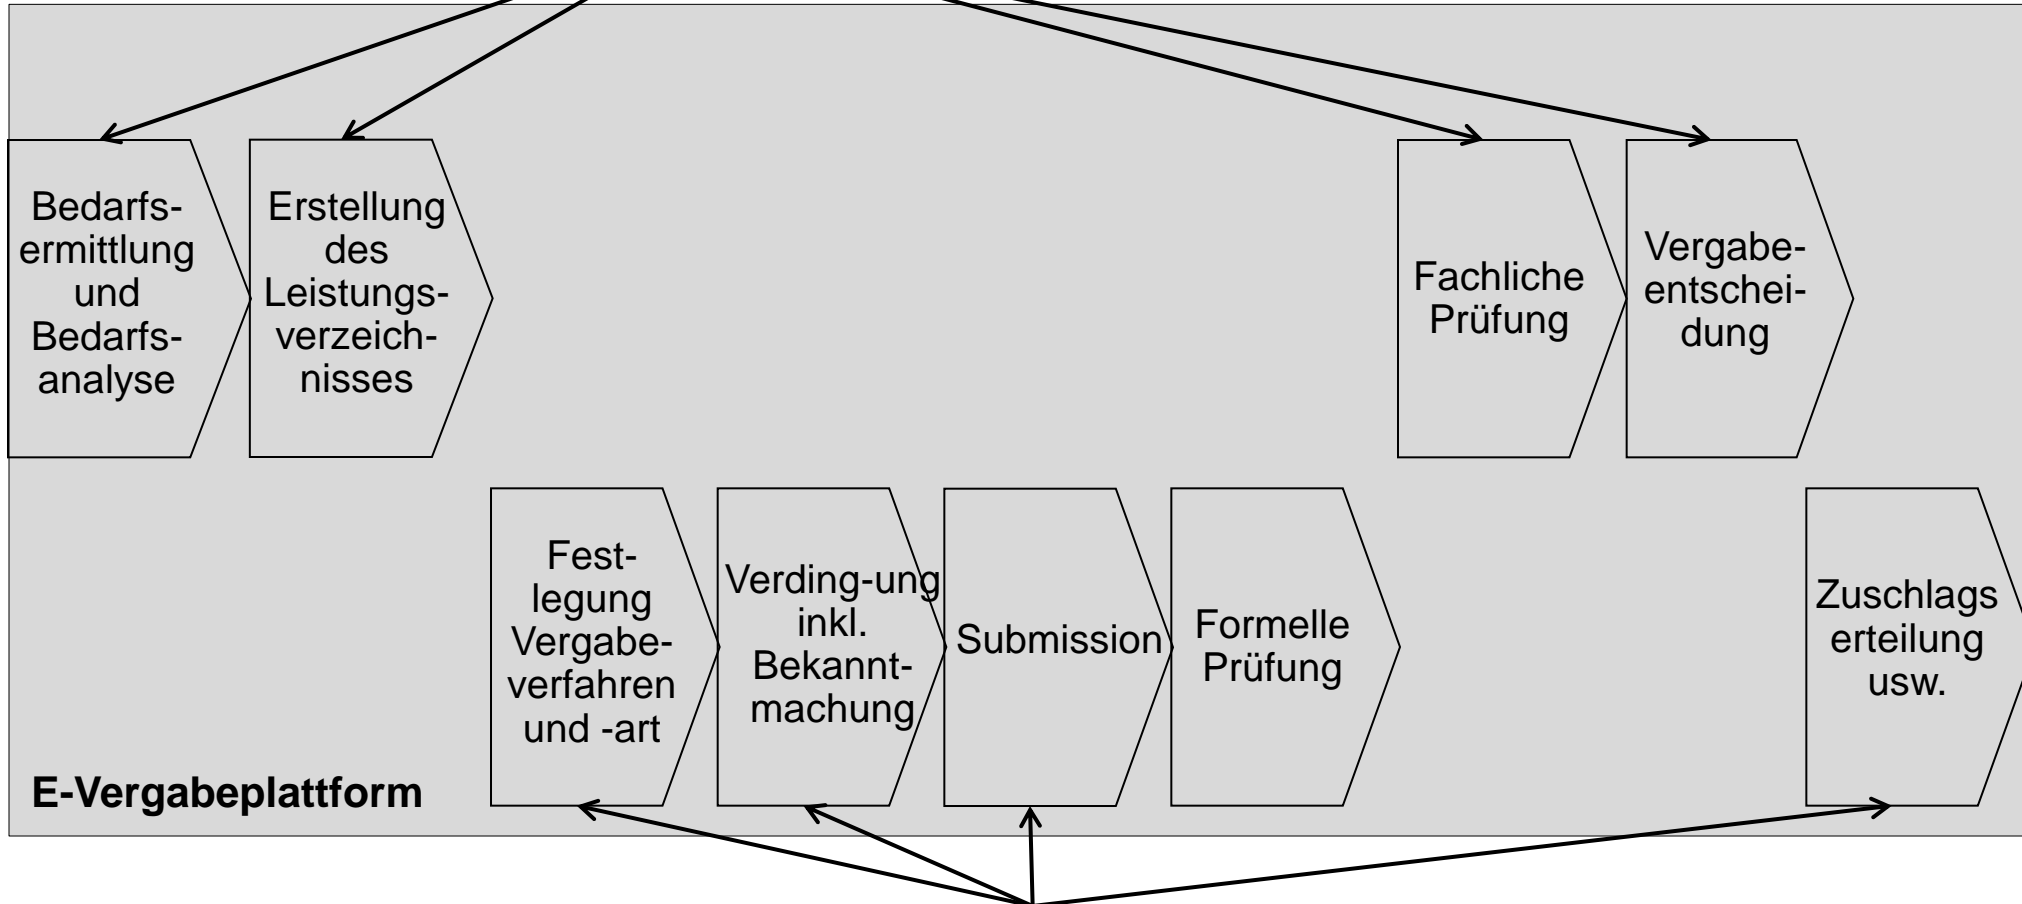 Bedarfs-
ermittlung
und
Bedarfs-
analyse
Erstellung
des
Leistungs-
verzeich-
nisses
Fachliche
Prüfung
Vergabe-
entschei-
dung
Fest-
legung
Vergabe-
verfahren
und -art
Verding-ung
inkl.
Bekannt-
machung
Submission
Formelle
Prüfung
Zuschlags
erteilung
usw.
E-Vergabeplattform